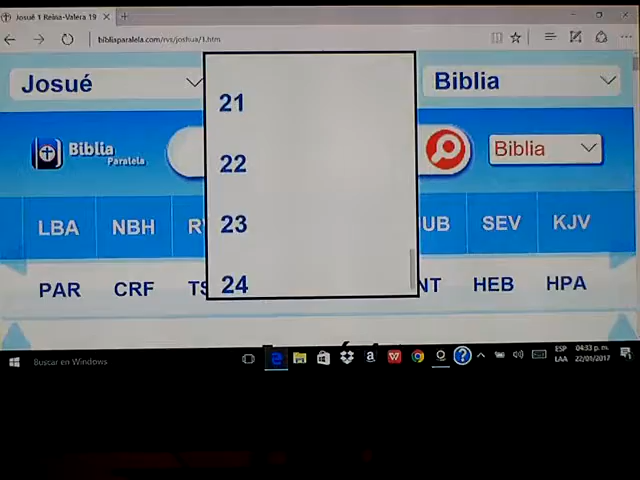 Josué 1 Reina-Valera 19
bibliaparalela.com/rvs/joshua/1.htm
Josué
Biblia
21
22
23
24
Biblia
Paralela
Biblia
LBA NBH UB SEV KJV
PAR CRF TS NT HEB HPA
Buscar en Windows
ESP
LAA
04:33 p. m.
22/01/2017